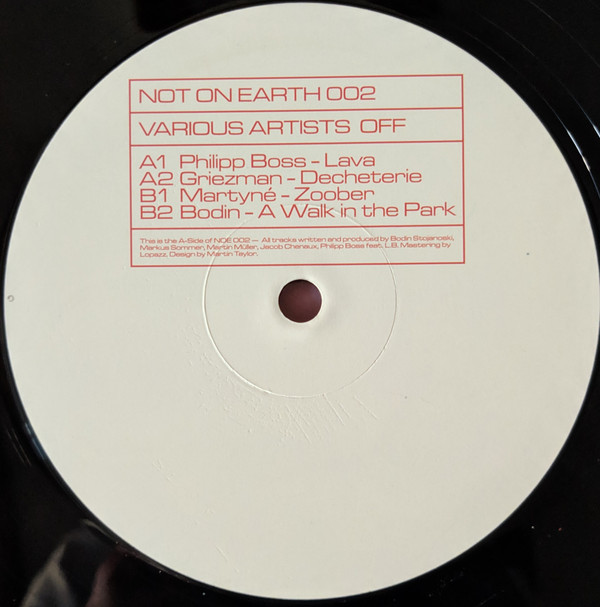 NOT ON EARTH 002
VARIOUS ARTISTS OFF
A1 Philipp Boss - Lava
A2 Griezman - Decheterie
B1 Martyné - Zoober
B2 Bodin - A Walk in the Park
This is the A-Side of NOE 002 — All tracks written and produced by Bodin
Markus Sommer, Martin Müller, Jacob Chenaux, Philipp Boss feat. L.B. Mastering by
Lopazz. Design by Martin Taylor.